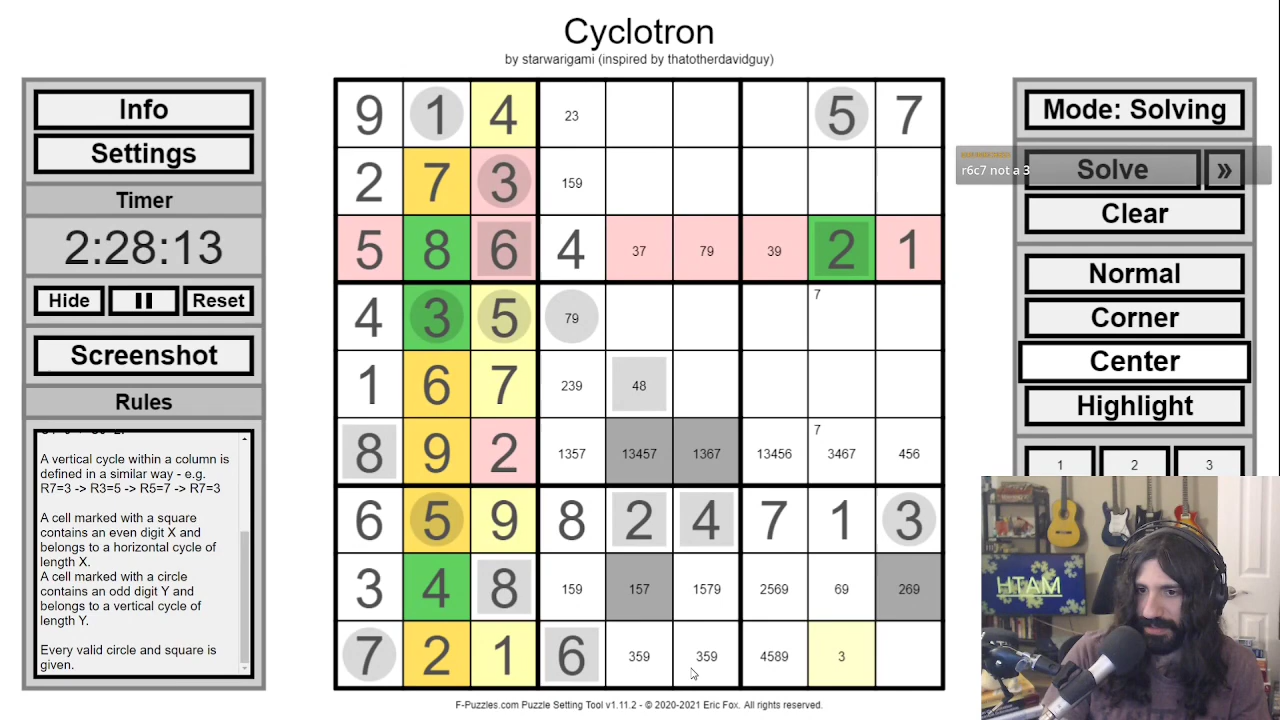 Cyclotron
by starwarigami (inspired by thatotherdavidguy)
Info
Settings
Timer
2:28:13
Hide
Reset
Screenshot
Rules
A vertical cycle within a column is
defined in a similar way - e.g.
R7=3 -> R3=5 -> R5=7 -> R7=3
A cell marked with a square
contains an even digit X and
belongs to a horizontal cycle of
length X.
A cell marked with a circle
contains an odd digit Y and
belongs to a vertical cycle of
length Y.
Every valid circle and square is
given.
9 1 4 23 5 7
2 7 3 159
5 8 6 4 37 79 39 2 1
4 3 5 79 7
1 6 7 239 48
8 9 2 1357 13457 1367 13456 7 3467 456
6 5 9 8 2 4 7 1 3
3 4 8 159 157 1579 2569 69 269
7 2 1 6 359 359 4589 3
F-Puzzles.com Puzzle Setting Tool v1.11.2 - © 2020-2021 Eric Fox. All rights reserved.
Mode: Solving
r6c7 not a 3
Solve »
Clear
Normal
Corner
Center
Highlight
1 2 3
HTAM